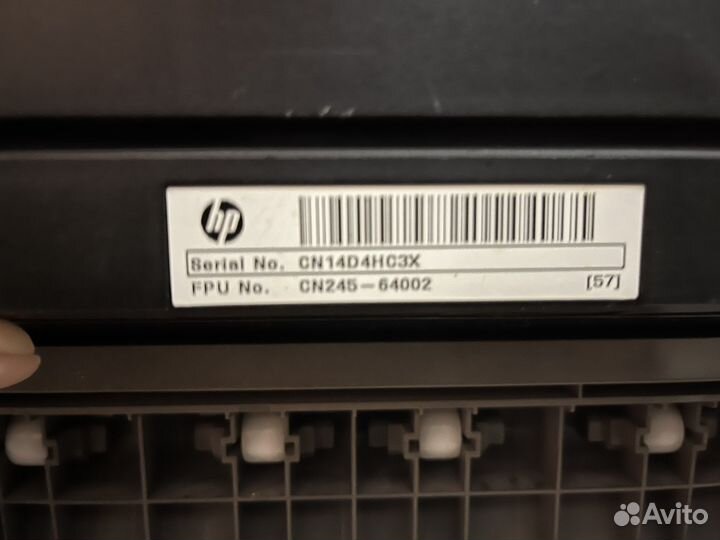 hp
Serial No. CN14D4HC3X
FPU No. CN245-64002 [57]
Avito